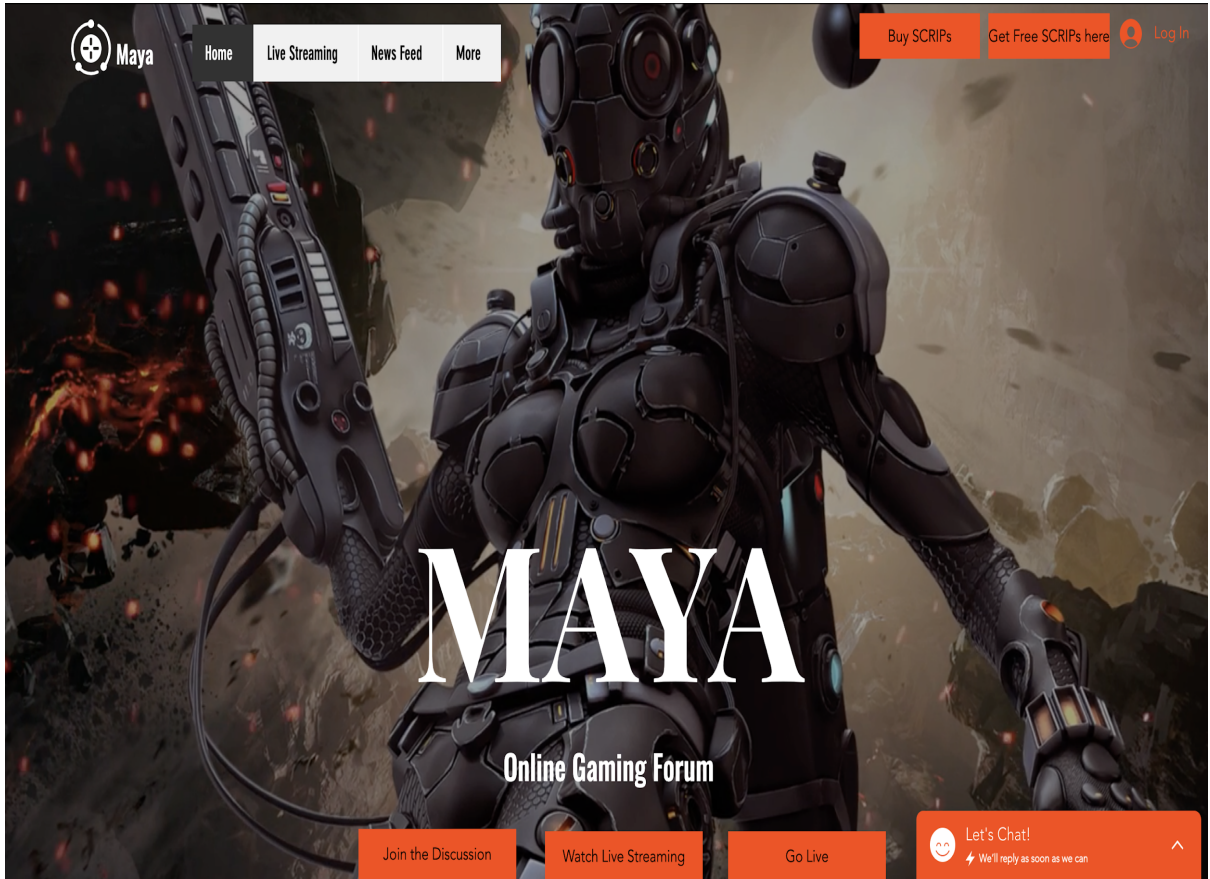 Maya
Home
Live Streaming
News Feed
More
Buy SCRIPs
Get Free SCRIPs here
Log In
MAYA
Online Gaming Forum
Join the Discussion
Watch Live Streaming
Go Live
Let's Chat!
We'll reply as soon as we can